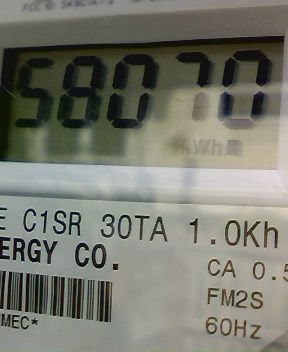 58070
kWh
E C1SR 30TA 1.0Kh
ERGY CO.
CA 0.5
FM2S
MEC*
60Hz